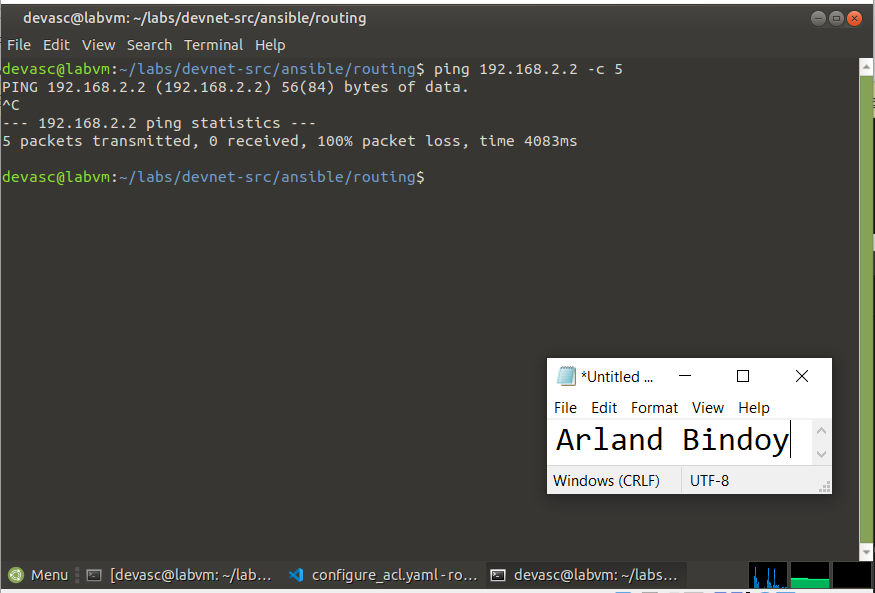 devasc@labvm: ~/labs/devnet-src/ansible/routing
File Edit View Search Terminal Help
devasc@labvm:~/labs/devnet-src/ansible/routing$ ping 192.168.2.2 -c 5
PING 192.168.2.2 (192.168.2.2) 56(84) bytes of data.
^C
--- 192.168.2.2 ping statistics ---
5 packets transmitted, 0 received, 100% packet loss, time 4083ms
devasc@labvm:~/labs/devnet-src/ansible/routing$
*Untitled ...
File Edit Format View Help
Arland Bindoy
Windows (CRLF) UTF-8
Menu [devasc@labvm: ~/lab... configure_acl.yaml - ro... devasc@labvm: ~/labs...